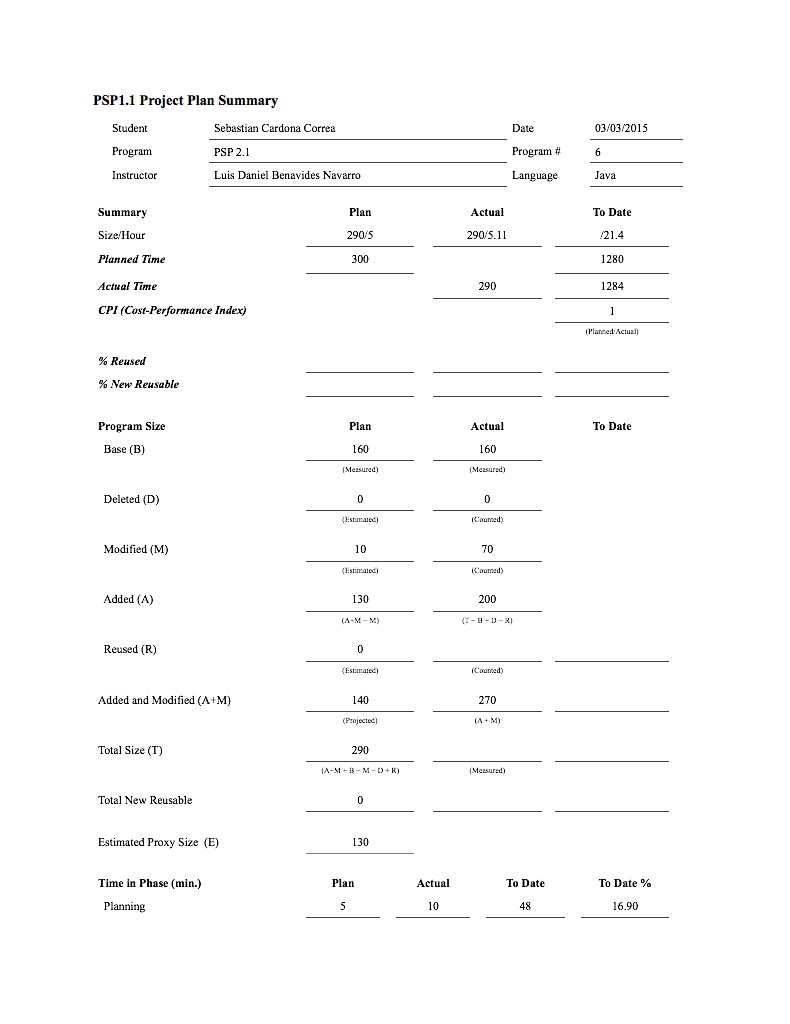 PSP1.1 Project Plan Summary
Student Sebastian Cardona Correa Date 03/03/2015
Program PSP 2.1 Program # 6
Instructor Luis Daniel Benavides Navarro Language Java
Summary Plan Actual To Date
Size/Hour 290/5 290/5.11 /21.4
Planned Time 300 1280
Actual Time 290 1284
CPI (Cost-Performance Index) 1
(Planned/Actual)
% Reused
% New Reusable
Program Size Plan Actual To Date
Base (B) 160 160
(Measured) (Measured)
Deleted (D) 0 0
(Estimated) (Counted)
Modified (M) 10 70
(Estimated) (Counted)
Added (A) 130 200
(A+M − M) (T − B + D − R)
Reused (R) 0
(Estimated) (Counted)
Added and Modified (A+M) 140 270
(Projected) (A + M)
Total Size (T) 290
(A+M + B − M − D + R) (Measured)
Total New Reusable 0
Estimated Proxy Size (E) 130
Time in Phase (min.) Plan Actual To Date To Date %
Planning 5 10 48 16.90